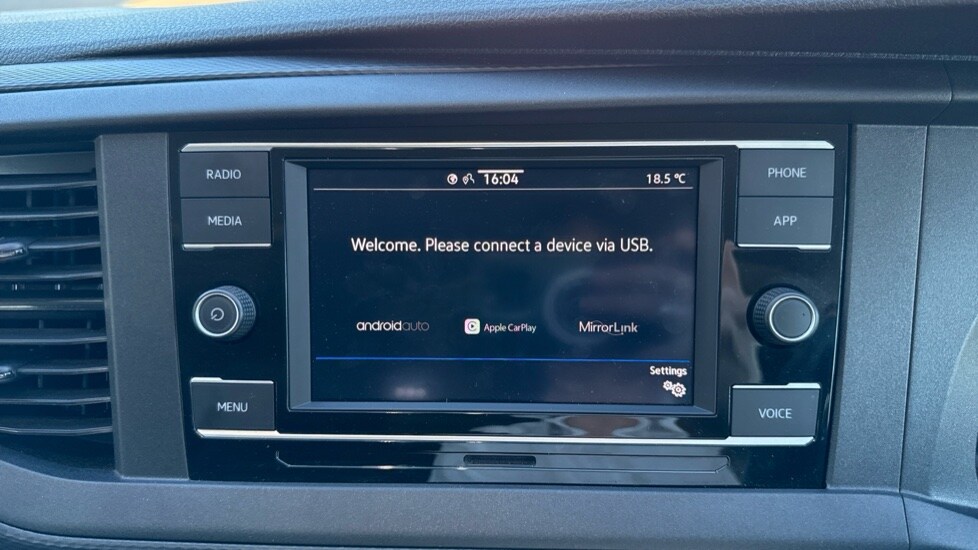 RADIO
MEDIA
MENU
16:04
18.5 °C
Welcome. Please connect a device via USB.
androidauto
Apple CarPlay
MirrorLink
Settings
PHONE
APP
VOICE